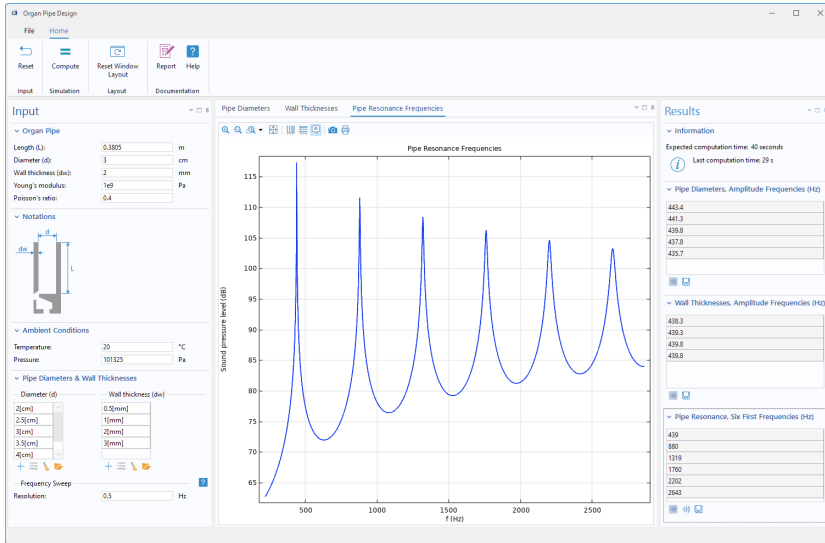 Organ Pipe Design
File Home
Reset Compute Reset Window Layout Report Help
Input Simulation Layout Documentation
Input
Organ Pipe
Length (L): 0.3805 m
Diameter (d): 3 cm
Wall thickness (dw): 2 mm
Young's modulus: 1e9 Pa
Poisson's ratio: 0.4
Notations
d
dw
L
Ambient Conditions
Temperature: 20 °C
Pressure: 101325 Pa
Pipe Diameters & Wall Thicknesses
Diameter (d) Wall thickness (dw)
2[cm] 0.5[mm]
2.5[cm] 1[mm]
3[cm] 2[mm]
3.5[cm] 3[mm]
4[cm]
Frequency Sweep
Resolution: 0.5 Hz
Pipe Diameters Wall Thicknesses Pipe Resonance Frequencies
Pipe Resonance Frequencies
Sound pressure level (dB)
115
110
105
100
95
90
85
80
75
70
65
500 1000 1500 2000 2500
f (Hz)
Results
Information
Expected computation time: 40 seconds
Last computation time: 29 s
Pipe Diameters, Amplitude Frequencies (Hz)
443.4
441.3
439.8
437.8
435.7
Wall Thicknesses, Amplitude Frequencies (Hz)
438.3
439.3
439.8
439.8
Pipe Resonance, Six First Frequencies (Hz)
439
880
1319
1760
2202
2643